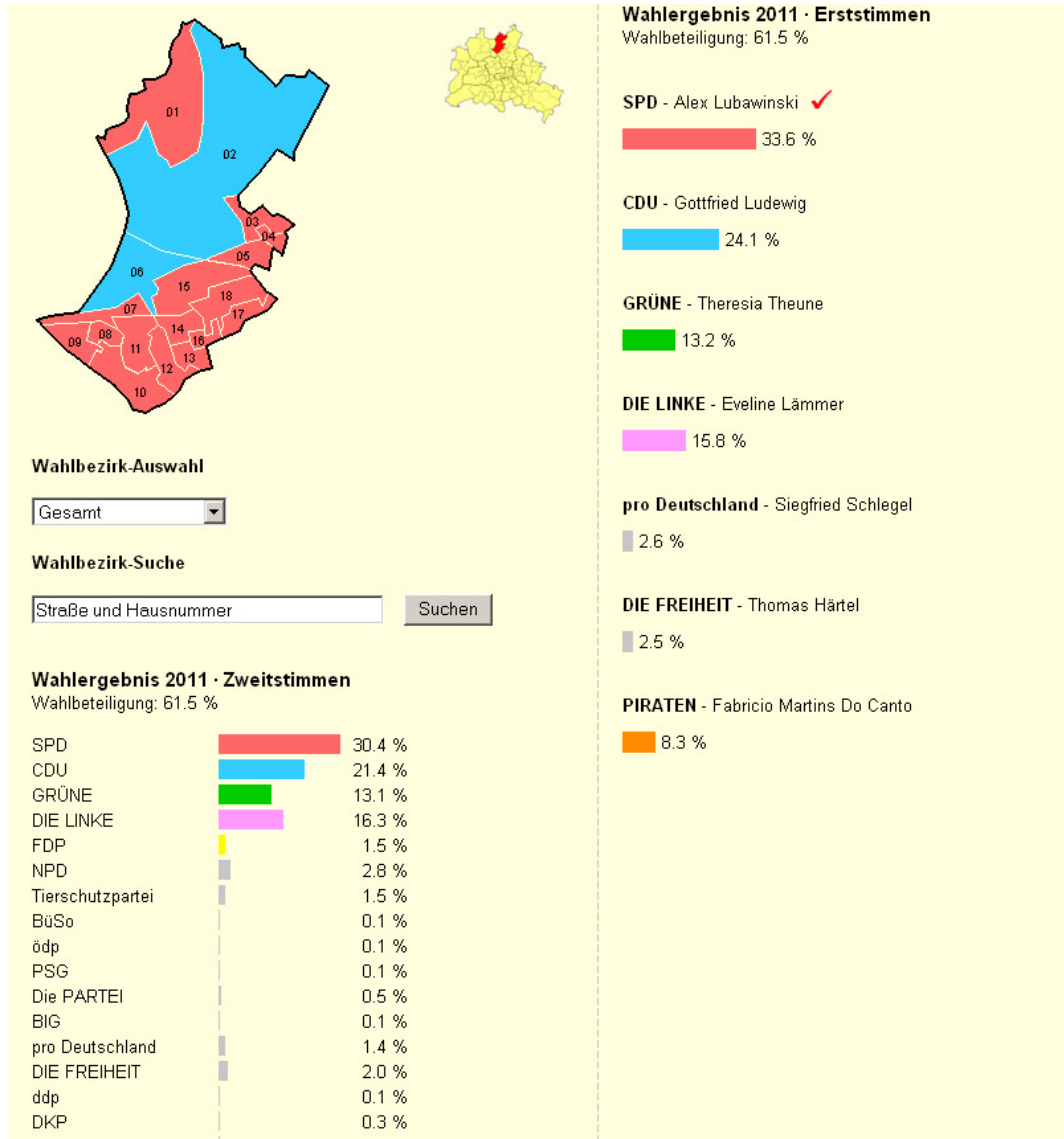 01
02
03
04
05
06
15
18
07
17
14
08
09
16
11
13
12
10
Wahlbezirk-Auswahl
Gesamt
Wahlbezirk-Suche
Straße und Hausnummer
Suchen
Wahlergebnis 2011 · Zweitstimmen
Wahlbeteiligung: 61.5 %
SPD 30.4 %
CDU 21.4 %
GRÜNE 13.1 %
DIE LINKE 16.3 %
FDP 1.5 %
NPD 2.8 %
Tierschutzpartei 1.5 %
BüSo 0.1 %
ödp 0.1 %
PSG 0.1 %
Die PARTEI 0.5 %
BIG 0.1 %
pro Deutschland 1.4 %
DIE FREIHEIT 2.0 %
ddp 0.1 %
DKP 0.3 %
Wahlergebnis 2011 · Erststimmen
Wahlbeteiligung: 61.5 %
SPD - Alex Lubawinski
33.6 %
CDU - Gottfried Ludewig
24.1 %
GRÜNE - Theresia Theune
13.2 %
DIE LINKE - Eveline Lämmer
15.8 %
pro Deutschland - Siegfried Schlegel
2.6 %
DIE FREIHEIT - Thomas Härtel
2.5 %
PIRATEN - Fabricio Martins Do Canto
8.3 %